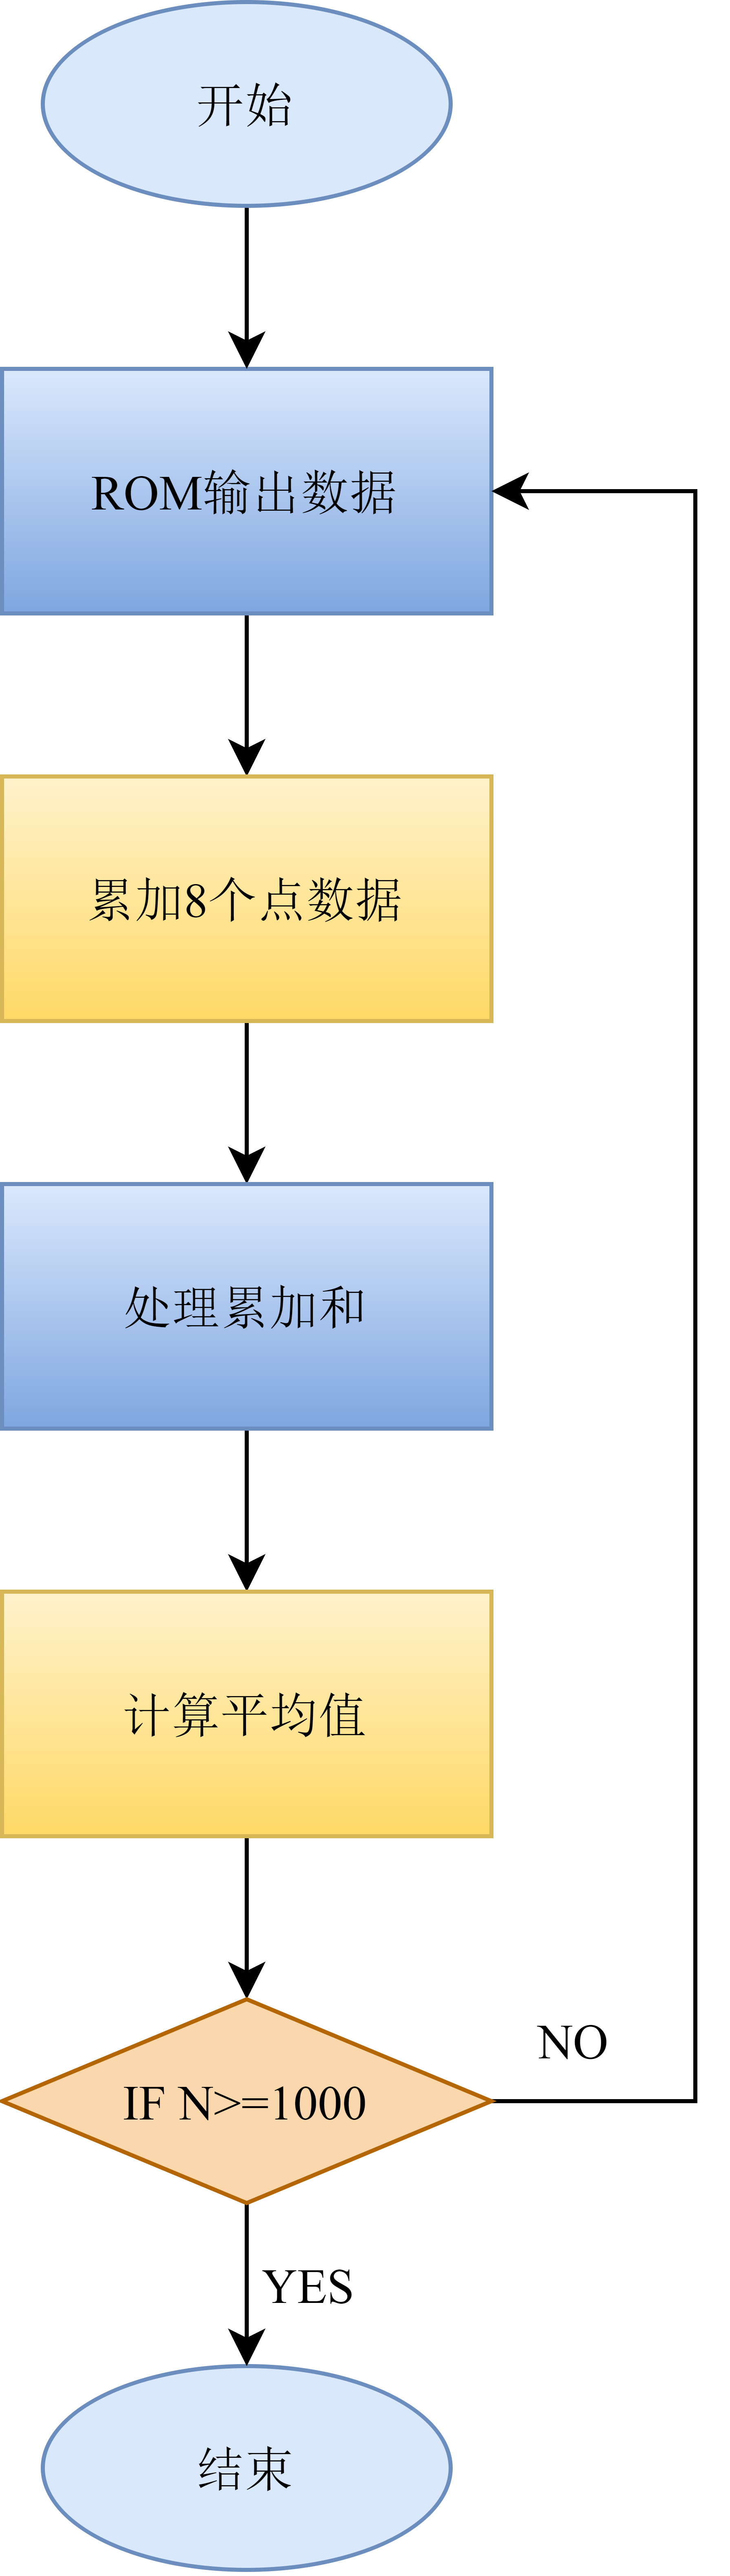 开始
ROM输出数据
累加8个点数据
处理累加和
计算平均值
NO
IF N>=1000
YES
结束